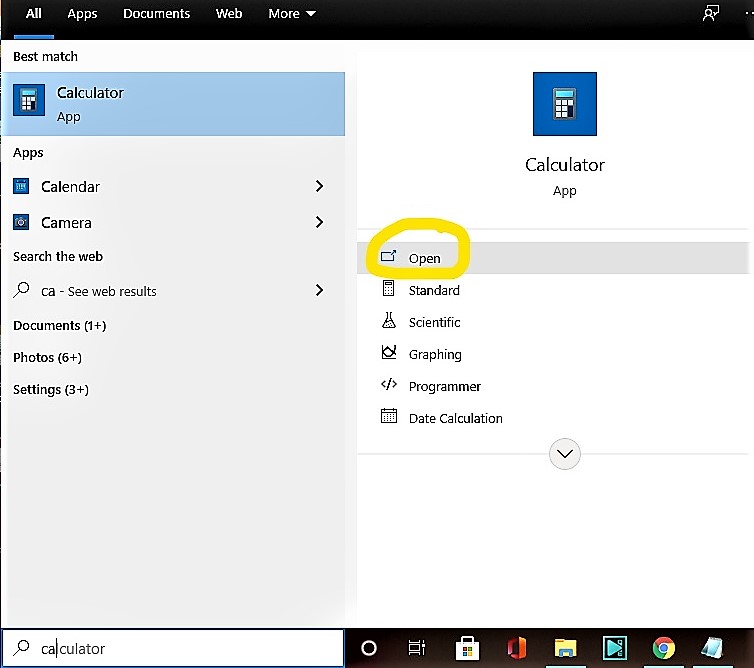 All Apps Documents Web More
Best match
Calculator
App
Apps
Calendar
Camera
Search the web
ca - See web results
Documents (1+)
Photos (6+)
Settings (3+)
Calculator
App
Open
Standard
Scientific
Graphing
Programmer
Date Calculation
calculator